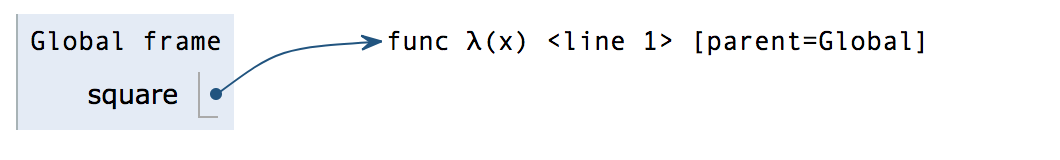 Global frame
func λ(x) <line 1> [parent=Global]
square